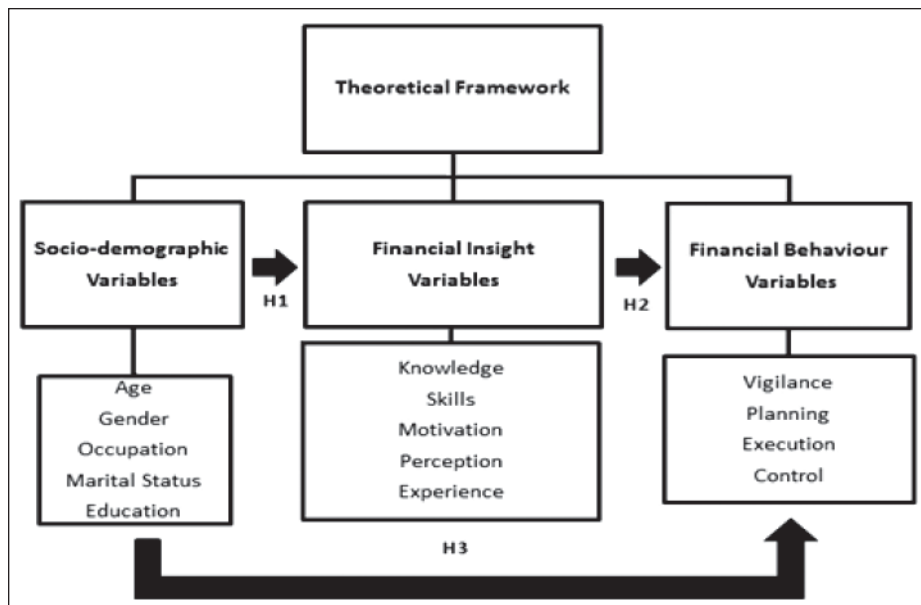 Theoretical Framework
Socio-demographic
Variables
H1
Financial Insight
Variables
H2
Financial Behaviour
Variables
Age
Gender
Occupation
Marital Status
Education
Knowledge
Skills
Motivation
Perception
Experience
Vigilance
Planning
Execution
Control
H3